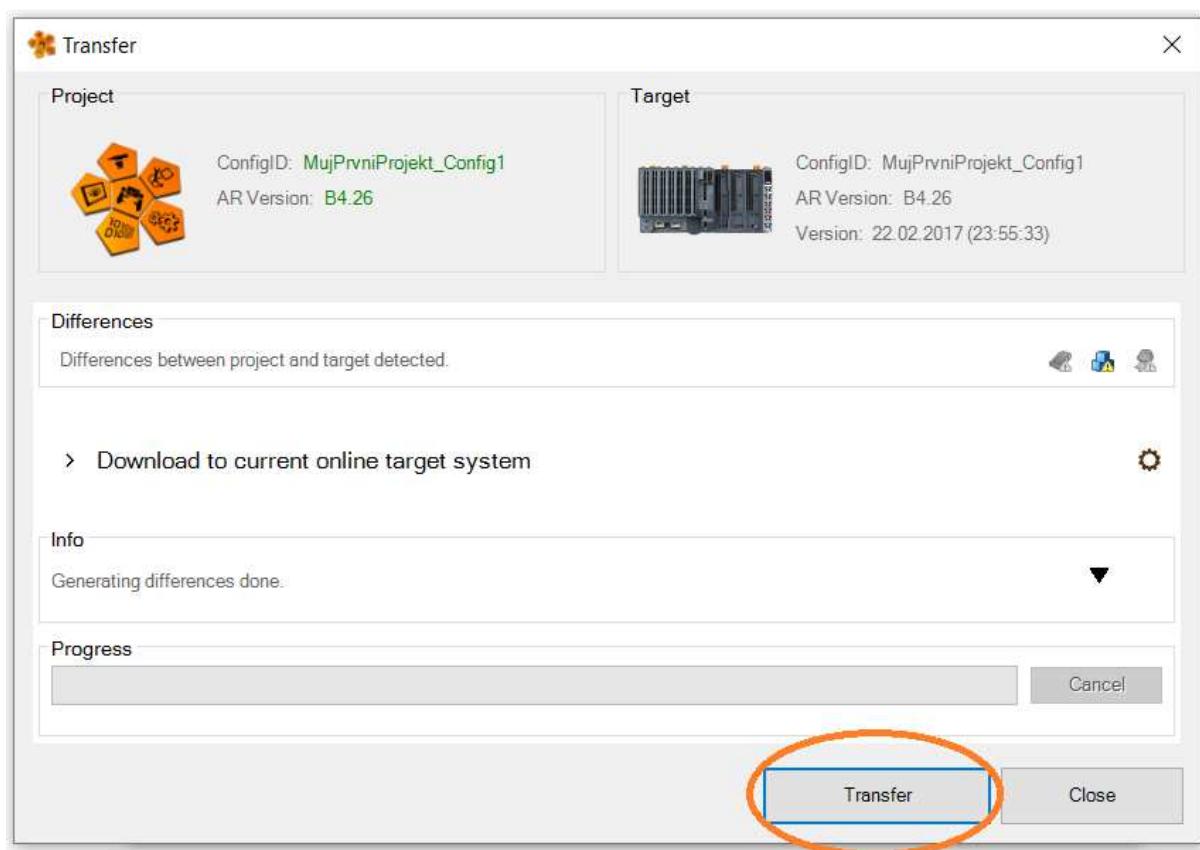 Transfer
Project
ConfigID: MujPrvniProjekt_Config1
AR Version: B4.26
Target
ConfigID: MujPrvniProjekt_Config1
AR Version: B4.26
Version: 22.02.2017 (23:55:33)
Differences
Differences between project and target detected.
> Download to current online target system
Info
Generating differences done.
Progress
Cancel
Transfer
Close